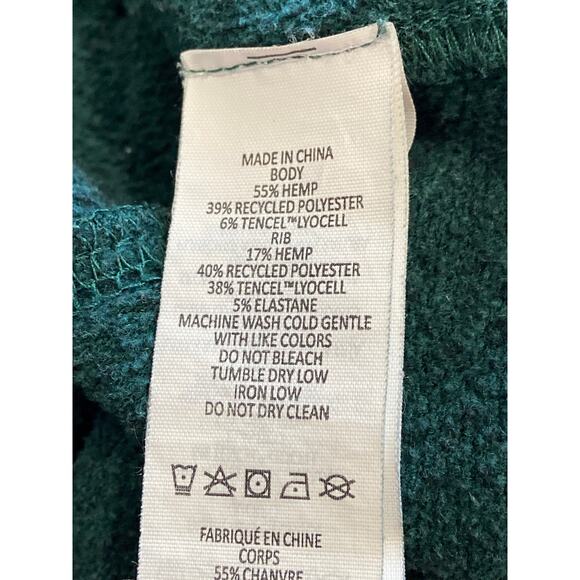 MADE IN CHINA
BODY
55% HEMP
39% RECYCLED POLYESTER
6% TENCEL™LYOCELL
RIB
17% HEMP
40% RECYCLED POLYESTER
38% TENCEL™LYOCELL
5% ELASTANE
MACHINE WASH COLD GENTLE
WITH LIKE COLORS
DO NOT BLEACH
TUMBLE DRY LOW
IRON LOW
DO NOT DRY CLEAN
FABRIQUÉ EN CHINE
CORPS
55% CHANVRE